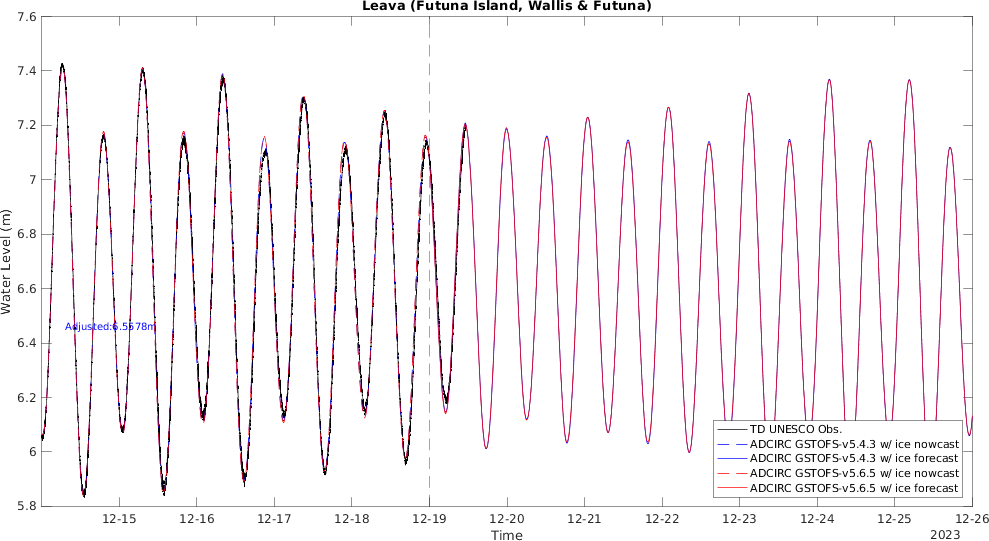 Leava (Futuna Island, Wallis & Futuna)
7.6
7.4
7.2
7
6.8
6.6
6.4
6.2
6
5.8
Water Level (m)
Adjusted:6.5578m
TD UNESCO Obs.
ADCIRC GSTOFS-v5.4.3 w/ ice nowcast
ADCIRC GSTOFS-v5.4.3 w/ ice forecast
ADCIRC GSTOFS-v5.6.5 w/ ice nowcast
ADCIRC GSTOFS-v5.6.5 w/ ice forecast
12-15 12-16 12-17 12-18 12-19 12-20 12-21 12-22 12-23 12-24 12-25 12-26
Time
2023